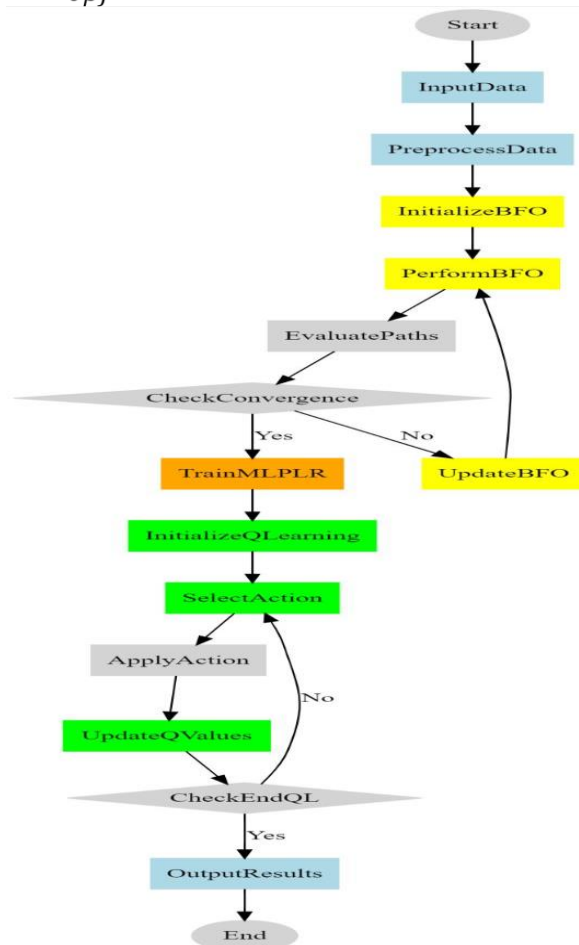 Start
InputData
PreprocessData
InitializeBFO
PerformBFO
EvaluatePaths
CheckConvergence
Yes
No
TrainMLPLR
UpdateBFO
InitializeQLearning
SelectAction
ApplyAction
No
UpdateQValues
CheckEndQL
Yes
OutputResults
End